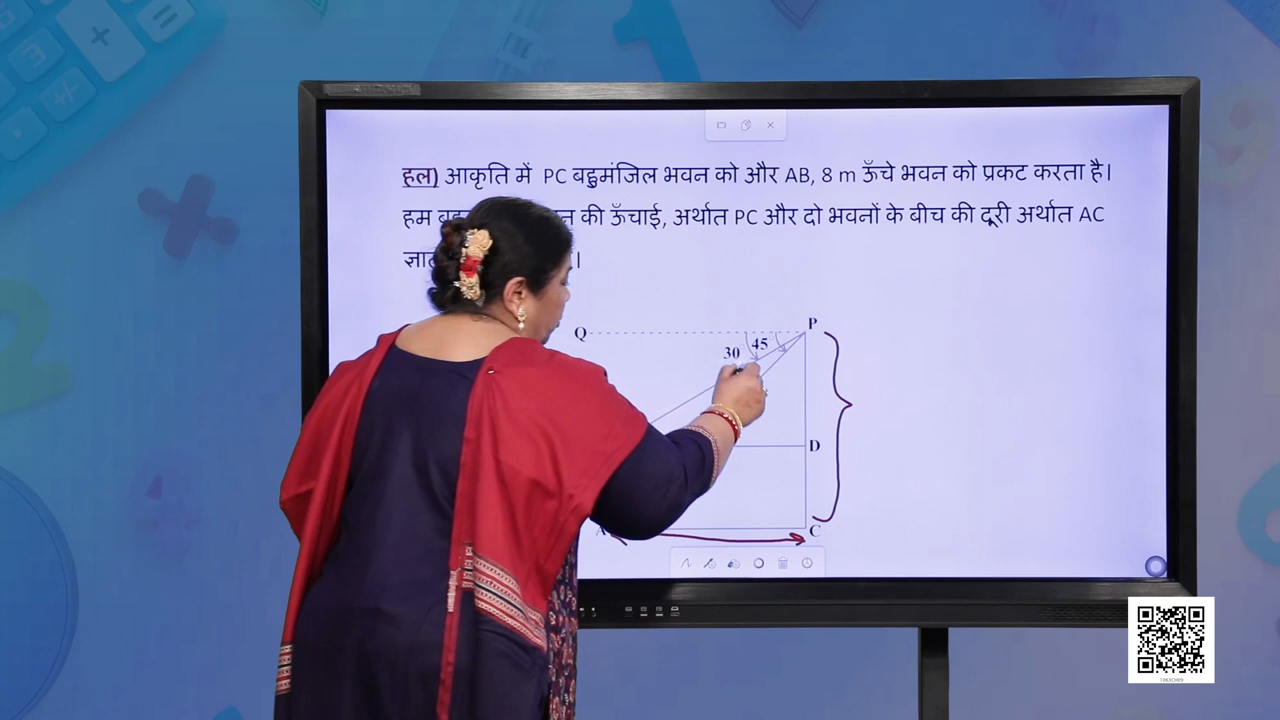 हल) आकृति में PC बहुमंजिल भवन को और AB, 8 m ऊँचे भवन को प्रकट करता है।
हम की ऊँचाई, अर्थात PC और दो भवनों के बीच की दूरी अर्थात AC
Q P
45
30
D
A C